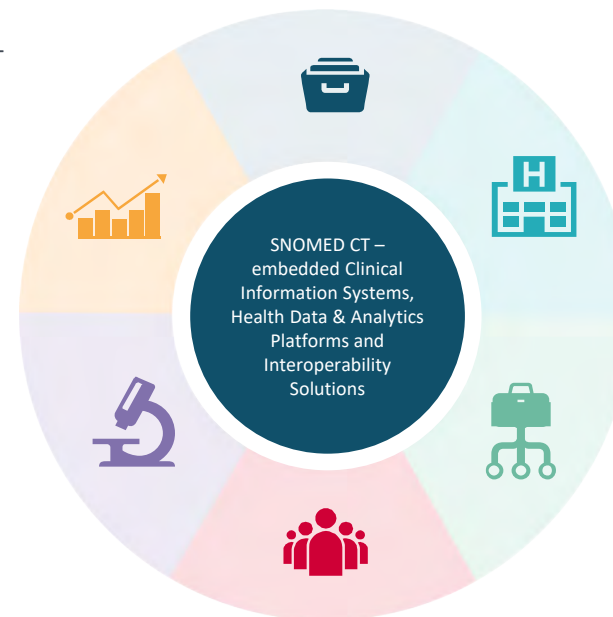 H
SNOMED CT –
embedded Clinical
Information Systems,
Health Data & Analytics
Platforms and
Interoperability
Solutions